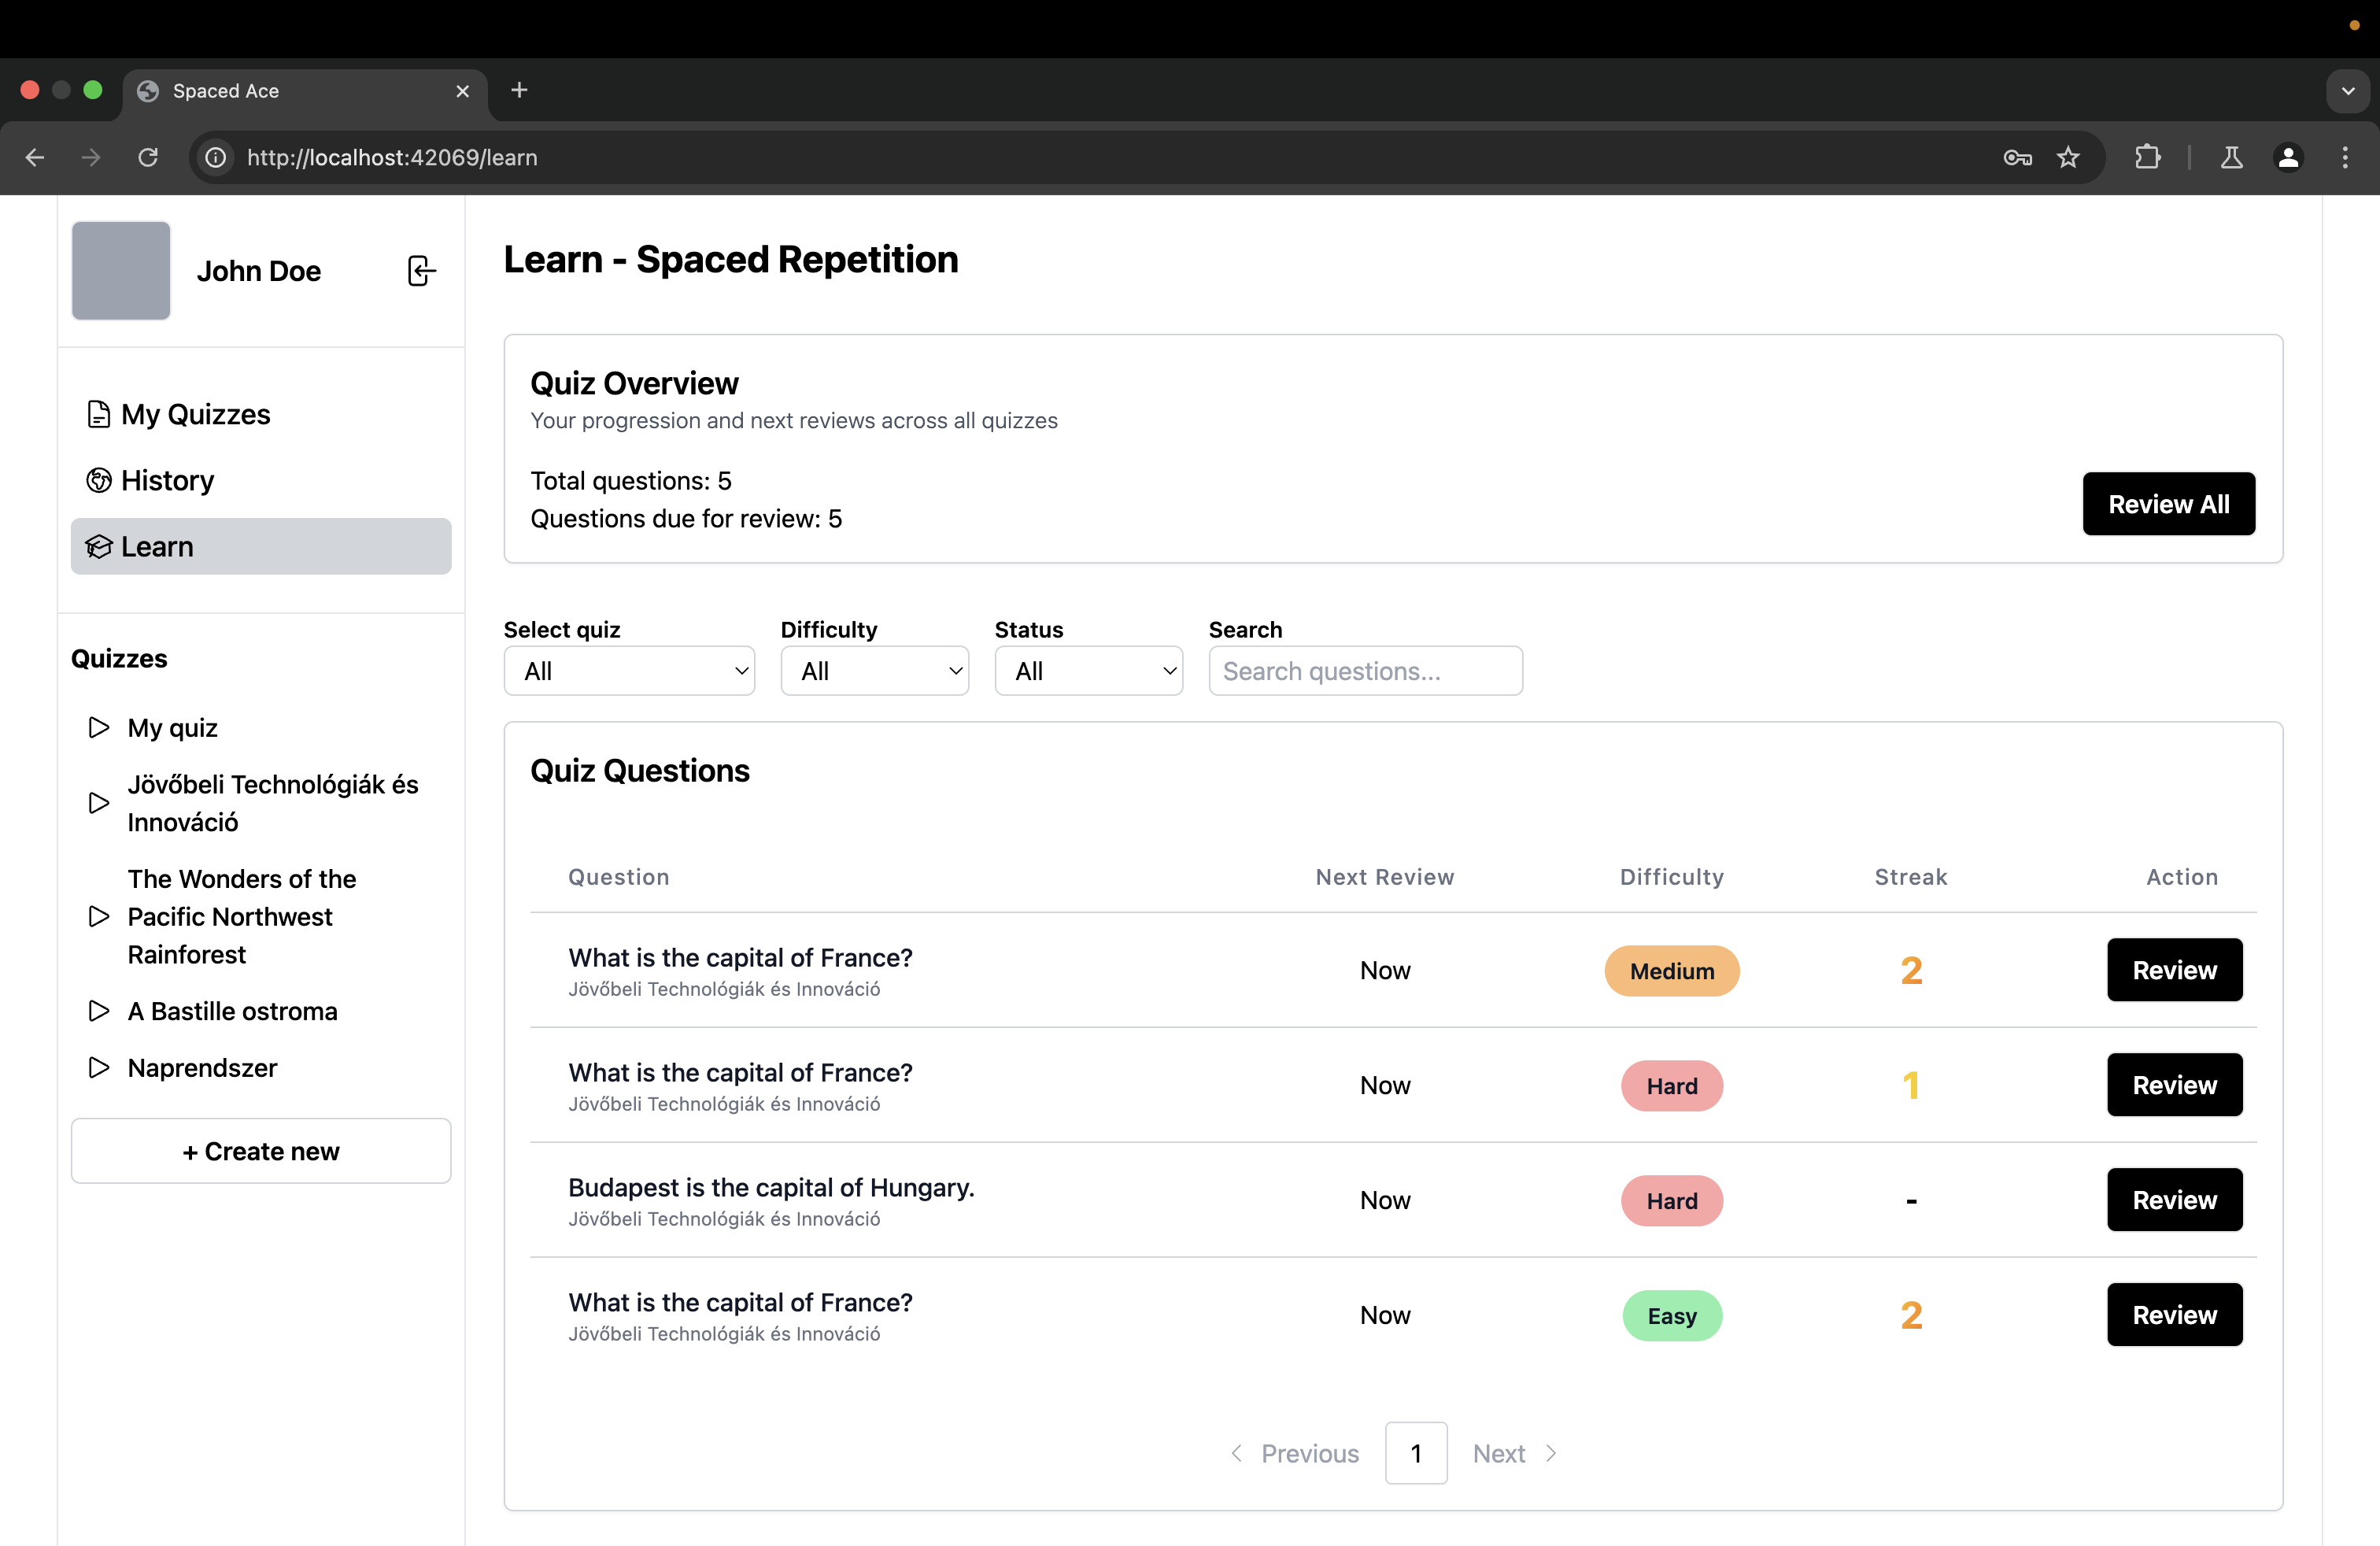 Spaced Ace
http://localhost:42069/learn
John Doe
My Quizzes
History
Learn
Quizzes
My quiz
Jövőbeli Technológiák és
Innováció
The Wonders of the
Pacific Northwest
Rainforest
A Bastille ostroma
Naprendszer
+ Create new
Learn - Spaced Repetition
Quiz Overview
Your progression and next reviews across all quizzes
Total questions: 5
Questions due for review: 5
Review All
Select quiz Difficulty Status Search
All All All Search questions...
Quiz Questions
Question Next Review Difficulty Streak Action
What is the capital of France?
Jövőbeli Technológiák és Innováció
Now Medium 2 Review
What is the capital of France?
Jövőbeli Technológiák és Innováció
Now Hard 1 Review
Budapest is the capital of Hungary.
Jövőbeli Technológiák és Innováció
Now Hard - Review
What is the capital of France?
Jövőbeli Technológiák és Innováció
Now Easy 2 Review
Previous 1 Next